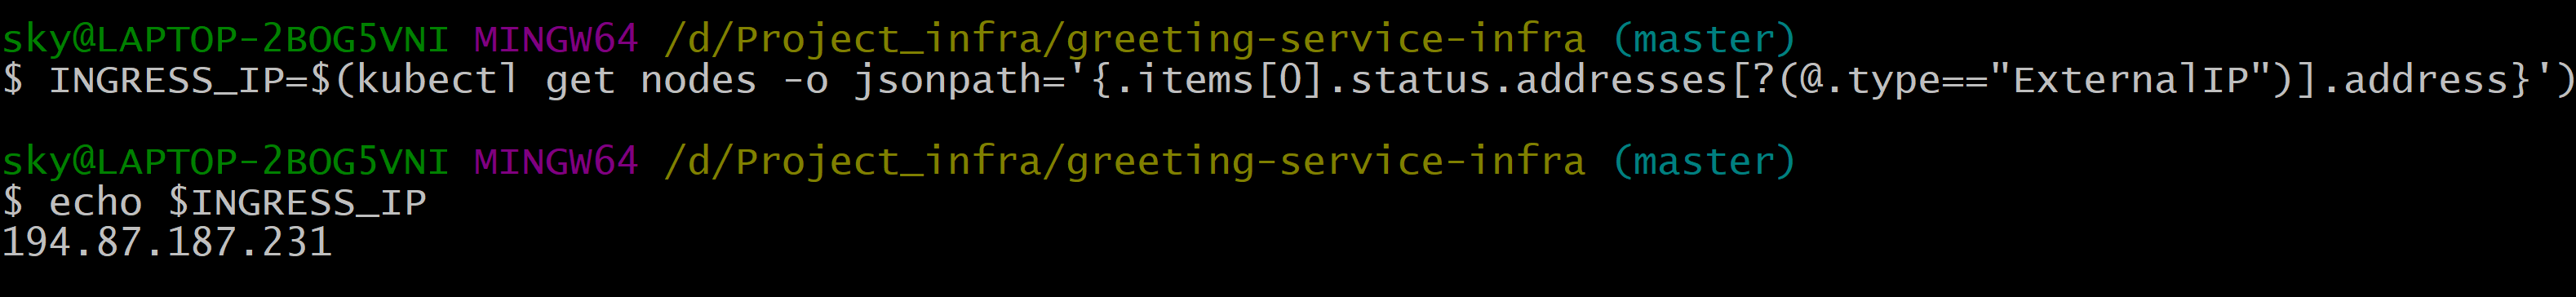 sky@LAPTOP-2BOG5VNI MINGW64 /d/Project_infra/greeting-service-infra (master)
$ INGRESS_IP=$(kubectl get nodes -o jsonpath='{.items[0].status.addresses[?(@.type=="ExternalIP")].address}')
sky@LAPTOP-2BOG5VNI MINGW64 /d/Project_infra/greeting-service-infra (master)
$ echo $INGRESS_IP
194.87.187.231